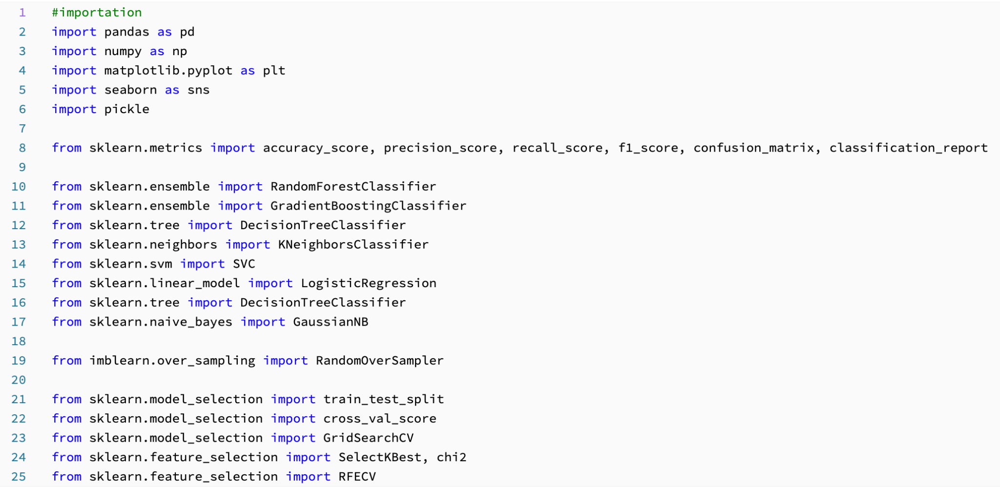 1 #importation
2 import pandas as pd
3 import numpy as np
4 import matplotlib.pyplot as plt
5 import seaborn as sns
6 import pickle
7
8 from sklearn.metrics import accuracy_score, precision_score, recall_score, f1_score, confusion_matrix, classification_report
9
10 from sklearn.ensemble import RandomForestClassifier
11 from sklearn.ensemble import GradientBoostingClassifier
12 from sklearn.tree import DecisionTreeClassifier
13 from sklearn.neighbors import KNeighborsClassifier
14 from sklearn.svm import SVC
15 from sklearn.linear_model import LogisticRegression
16 from sklearn.tree import DecisionTreeClassifier
17 from sklearn.naive_bayes import GaussianNB
18
19 from imblearn.over_sampling import RandomOverSampler
20
21 from sklearn.model_selection import train_test_split
22 from sklearn.model_selection import cross_val_score
23 from sklearn.model_selection import GridSearchCV
24 from sklearn.feature_selection import SelectKBest, chi2
25 from sklearn.feature_selection import RFECV